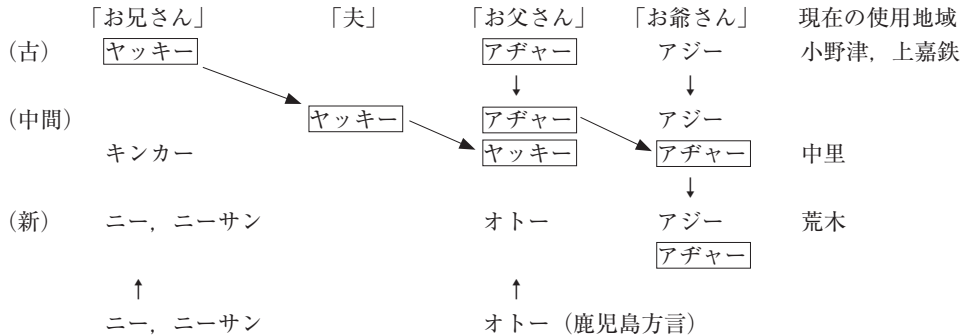 「お兄さん」 「夫」 「お父さん」 「お爺さん」 現在の使用地域
(古) ヤッキー アヂャー アジー 小野津,上嘉鉄
↓ ↓
(中間) ヤッキー アヂャー アジー
キンカー ヤッキー アヂャー 中里
↓
(新) ニー,ニーサン オトー アジー 荒木
アヂャー
↑ ↑
ニー,ニーサン オトー(鹿児島方言)